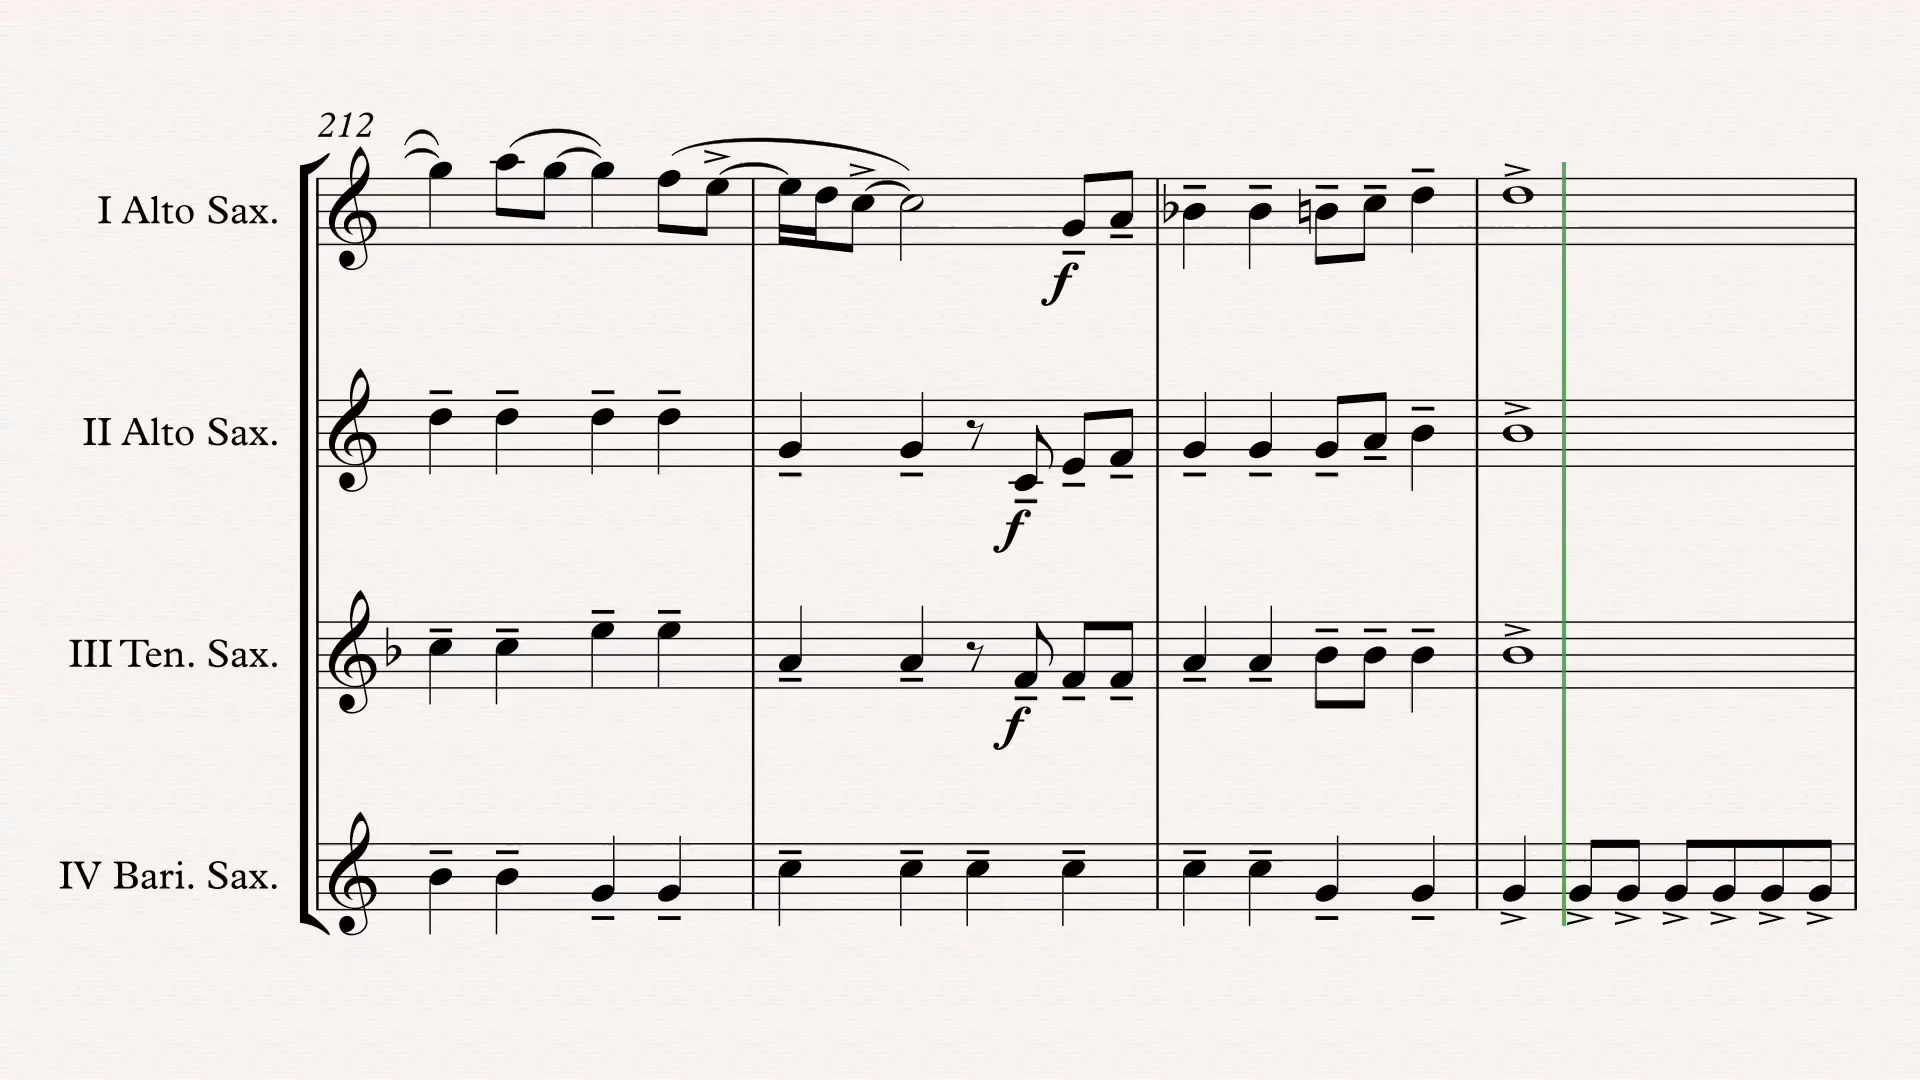 212
I Alto Sax.
f
II Alto Sax.
f
III Ten. Sax.
f
IV Bari. Sax.